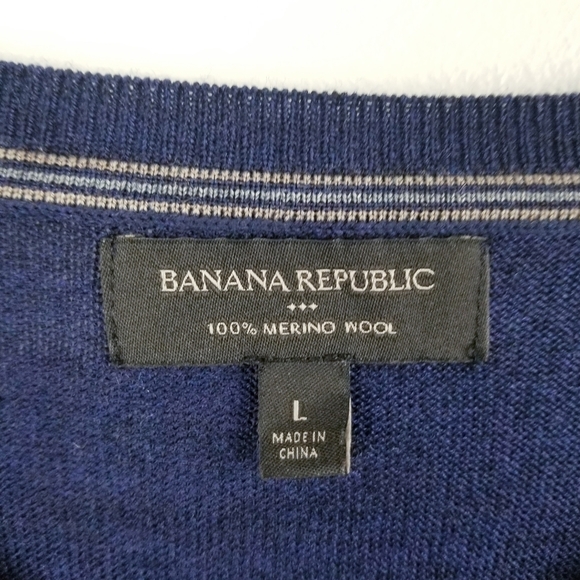 BANANA REPUBLIC
100% MERINO WOOL
L
MADE IN
CHINA